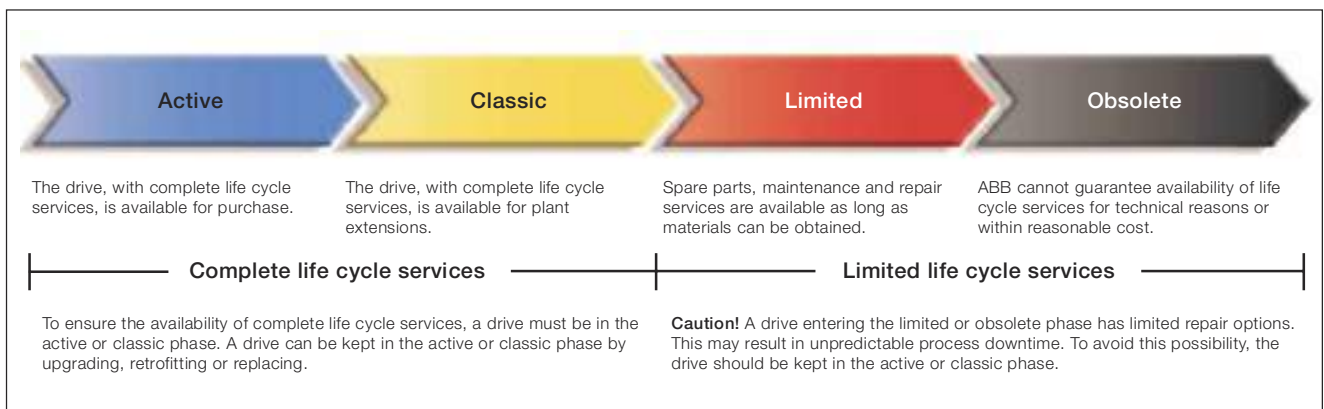 Active
Classic
Limited
Obsolete
The drive, with complete life cycle
services, is available for purchase.
The drive, with complete life cycle
services, is available for plant
extensions.
Spare parts, maintenance and repair
services are available as long as
materials can be obtained.
ABB cannot guarantee availability of life
cycle services for technical reasons or
within reasonable cost.
Complete life cycle services
Limited life cycle services
To ensure the availability of complete life cycle services, a drive must be in the
active or classic phase. A drive can be kept in the active or classic phase by
upgrading, retrofitting or replacing.
Caution! A drive entering the limited or obsolete phase has limited repair options.
This may result in unpredictable process downtime. To avoid this possibility, the
drive should be kept in the active or classic phase.